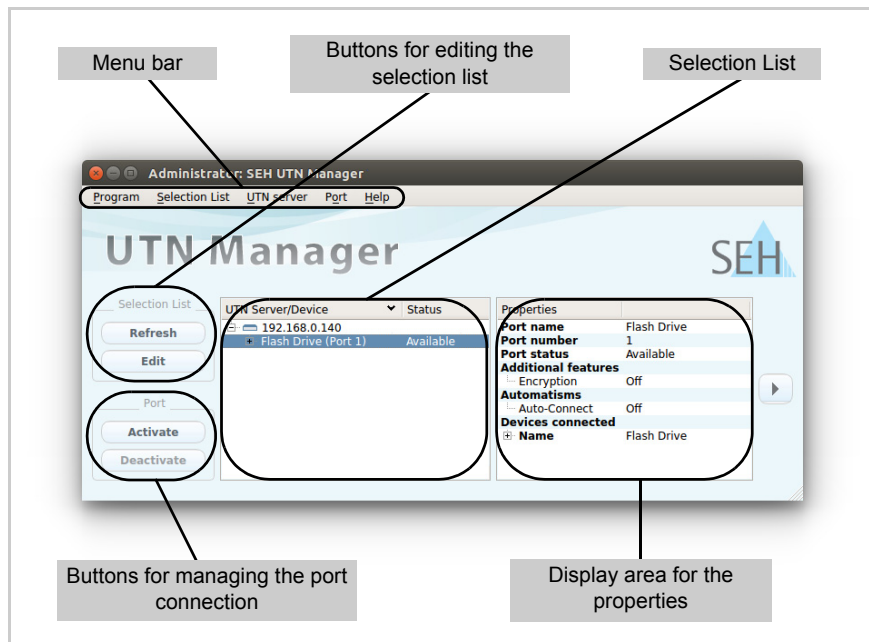 Menu bar
Buttons for editing the
selection list
Selection List
Administrator: SEH UTN Manager
Program Selection List UTN server Port Help
UTN Manager
SEH
Selection List
Refresh
Edit
Port
Activate
Deactivate
UTN Server/Device Status
192.168.0.140
Flash Drive (Port 1) Available
Properties
Port name Flash Drive
Port number 1
Port status Available
Additional features
Encryption Off
Automatisms
Auto-Connect Off
Devices connected
Name Flash Drive
Buttons for managing the port
connection
Display area for the
properties